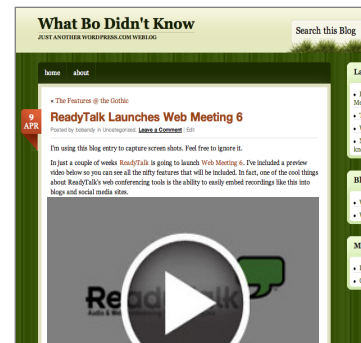 What Bo Didn't Know
JUST ANOTHER WORDPRESS.COM WEBLOG
Search this Blog
home about
« The Features @ the Gothic
9
APR
ReadyTalk Launches Web Meeting 6
Posted by bobandy in Uncategorized. Leave a Comment | Edit
I'm using this blog entry to capture screen shots. Feel free to ignore it.
In just a couple of weeks ReadyTalk is going to launch Web Meeting 6. I've included a preview
video below so you can see all the nifty features that will be included. In fact, one of the cool things
about ReadyTalk's web conferencing tools is the ability to easily embed recordings like this into
blogs and social media sites.
ReadyTalk
Audio &